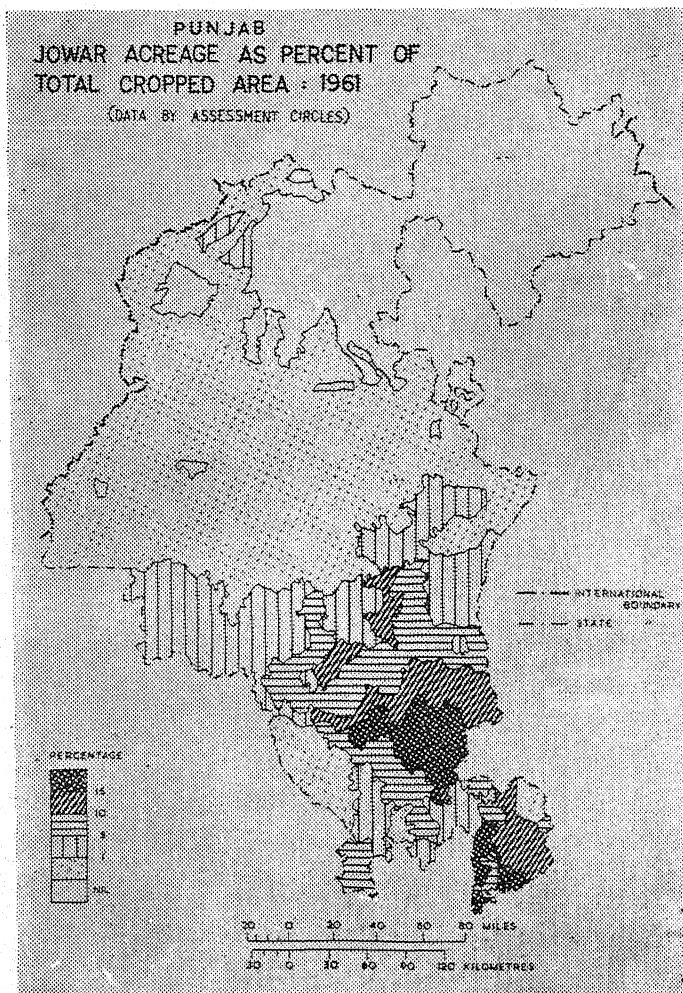 PUNJAB
JOWAR ACREAGE AS PERCENT OF
TOTAL CROPPED AREA : 1961
(DATA BY ASSESSMENT CIRCLES)
INTERNATIONAL
BOUNDARY
STATE "
PERCENTAGE
15
10
5
1
NIL
20 0 20 40 60 80 MILES
30 0 30 60 90 120 KILOMETRES